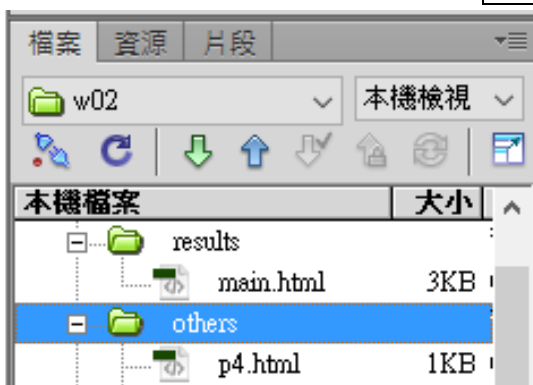 檔案 資源 片段
w02 本機檢視
本機檔案 大小
results
main.html 3KB
others
p4.html 1KB